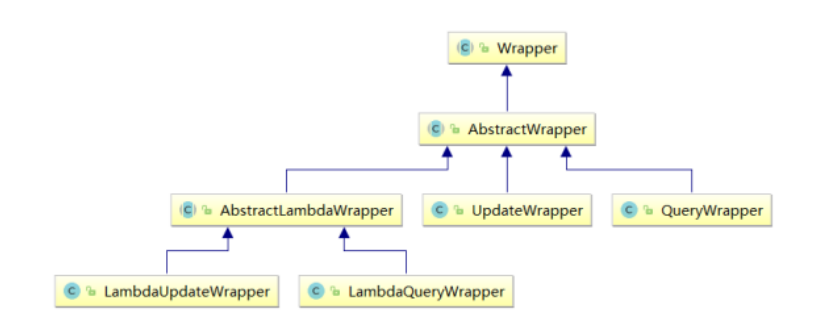 Wrapper
AbstractWrapper
AbstractLambdaWrapper
UpdateWrapper
QueryWrapper
LambdaUpdateWrapper
LambdaQueryWrapper